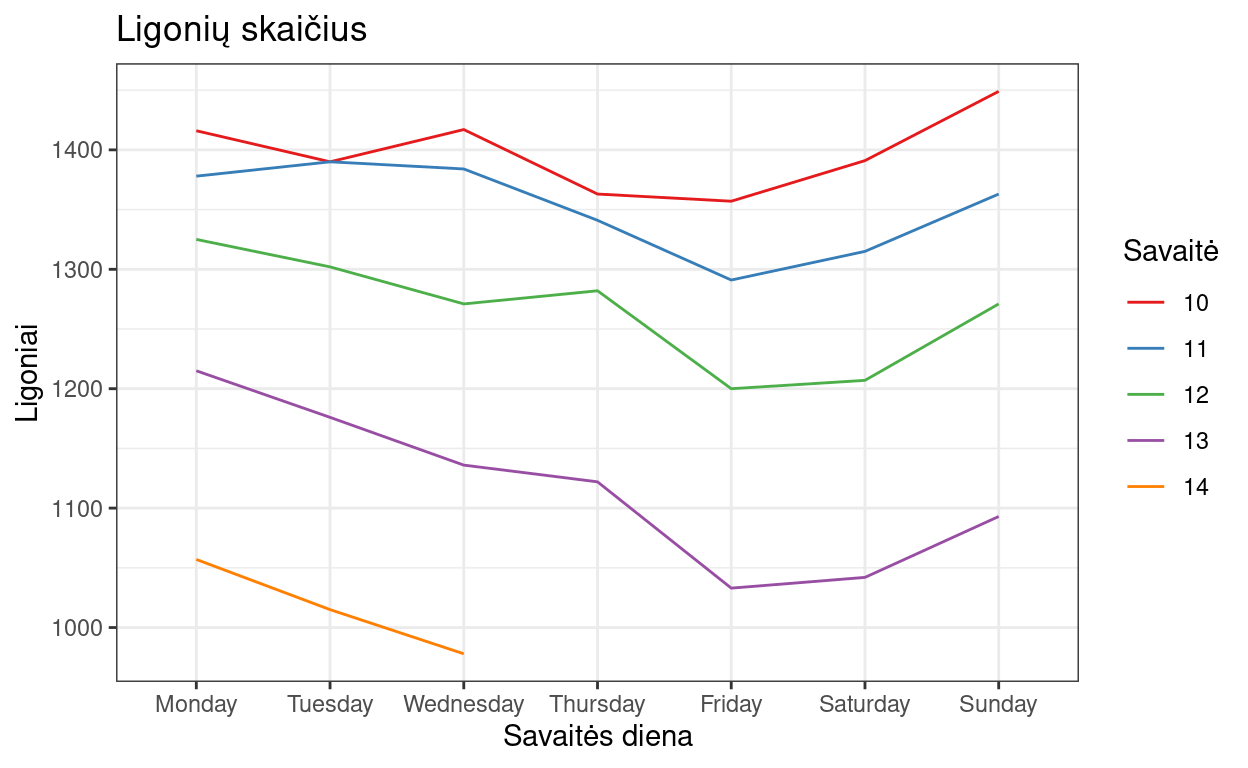 Ligonių skaičius
Ligoniai
1400
1300
1200
1100
1000
Monday Tuesday Wednesday Thursday Friday Saturday Sunday
Savaitės diena
Savaitė
10
11
12
13
14